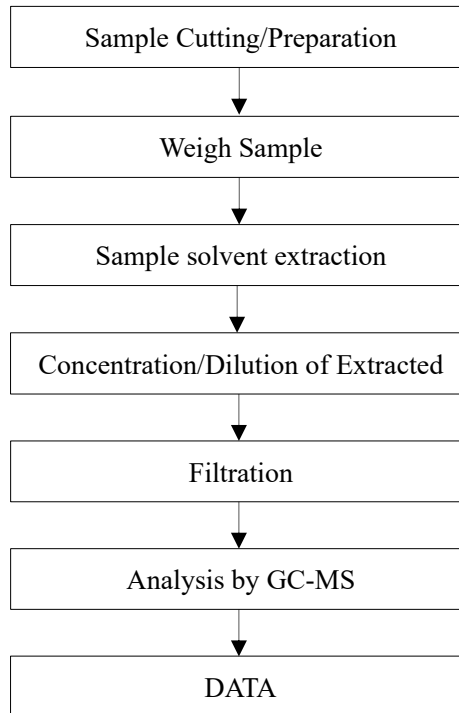 Sample Cutting/Preparation
Weigh Sample
Sample solvent extraction
Concentration/Dilution of Extracted
Filtration
Analysis by GC-MS
DATA